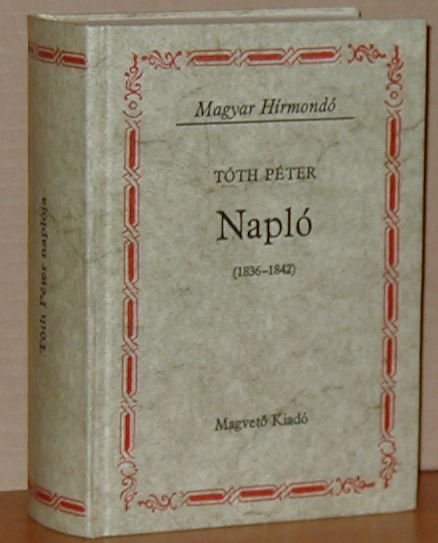 Magyar Hírmondó
TÓTH PÉTER
Napló
(1836–1842)
Magvető Kiadó
Tóth Péter naplója